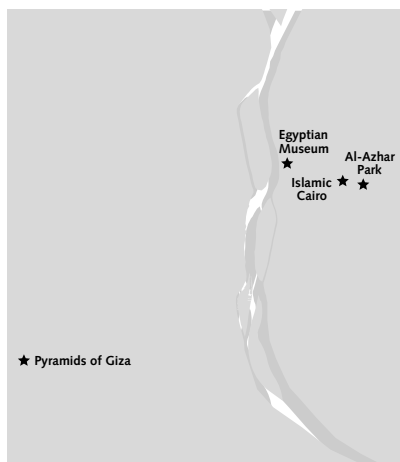 Egyptian
Museum
Al-Azhar
Park
Islamic
Cairo
Pyramids of Giza